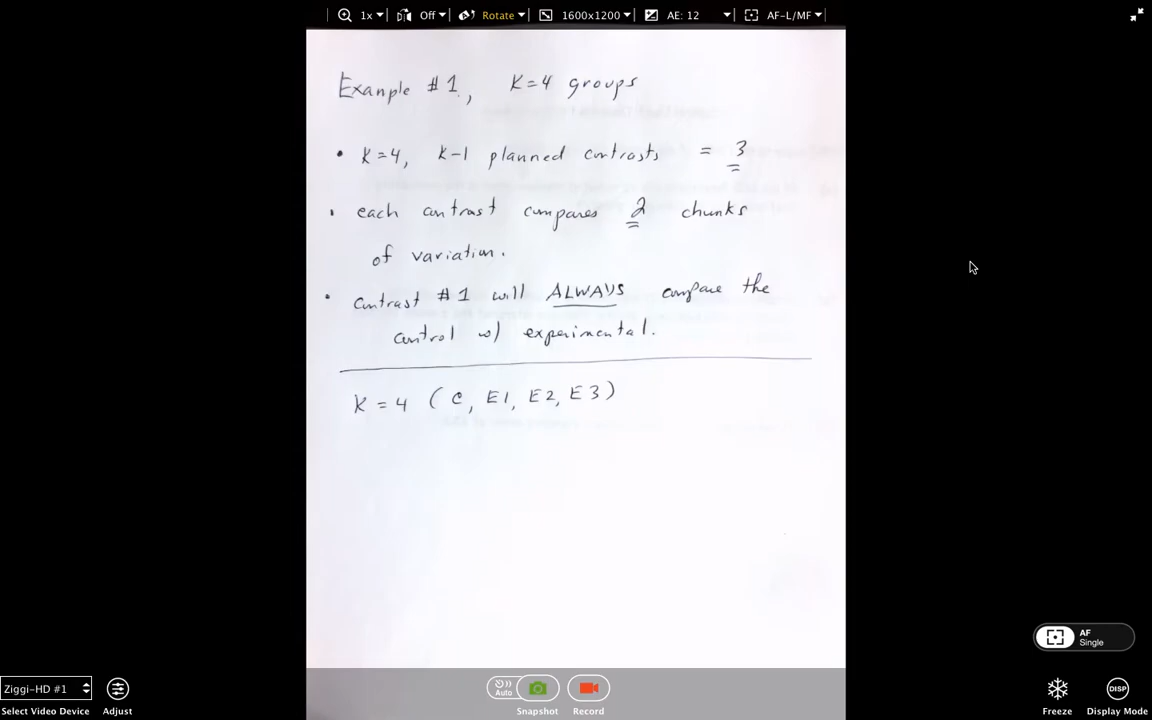 1x Off Rotate 1600x1200 AE: 12 AF-L/MF
Example #1, K=4 groups
• K=4, K-1 planned contrasts = 3
• each contrast compares 2 chunks
of variation.
• contrast #1 will ALWAYS compare the
control w/ experimental.
K = 4 (C, E1, E2, E3)
AF
Single
Auto
Ziggi-HD #1
Select Video Device Adjust Snapshot Record Freeze Display Mode
DISP